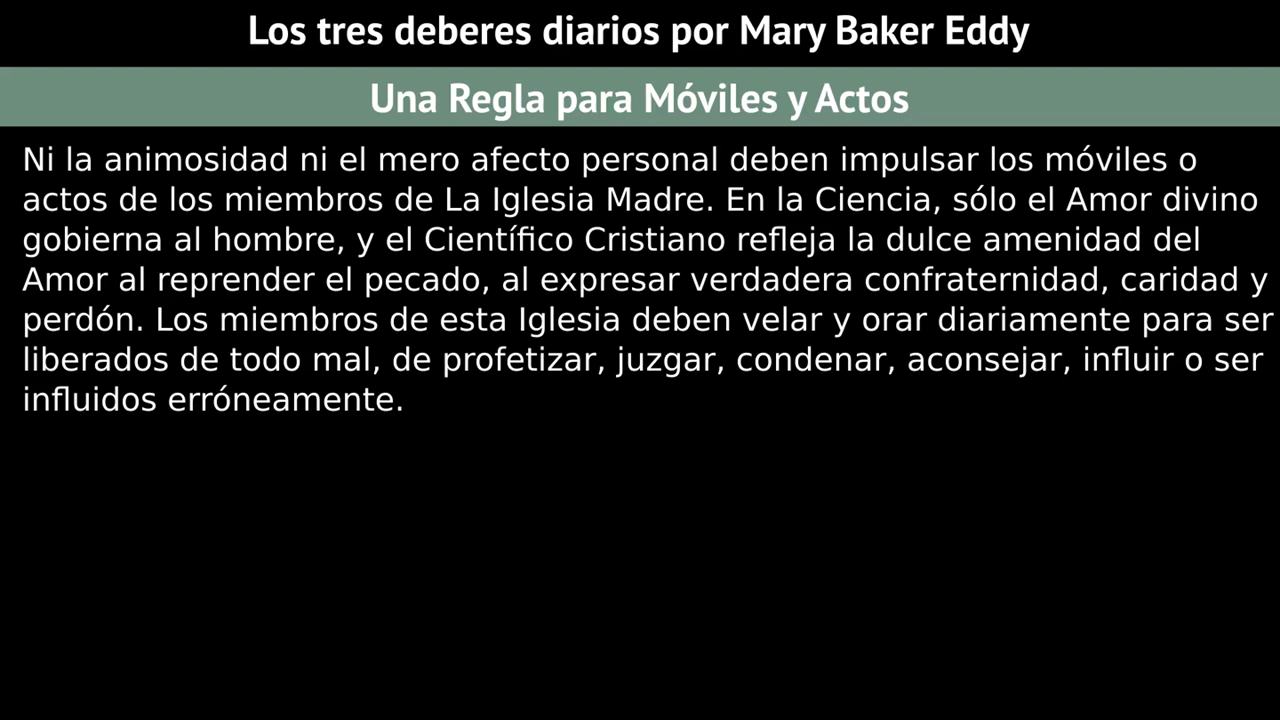 Los tres deberes diarios por Mary Baker Eddy
Una Regla para Móviles y Actos
Ni la animosidad ni el mero afecto personal deben impulsar los móviles o
actos de los miembros de La Iglesia Madre. En la Ciencia, sólo el Amor divino
gobierna al hombre, y el Científico Cristiano refleja la dulce amenidad del
Amor al reprender el pecado, al expresar verdadera confraternidad, caridad y
perdón. Los miembros de esta Iglesia deben velar y orar diariamente para ser
liberados de todo mal, de profetizar, juzgar, condenar, aconsejar, influir o ser
influidos erróneamente.